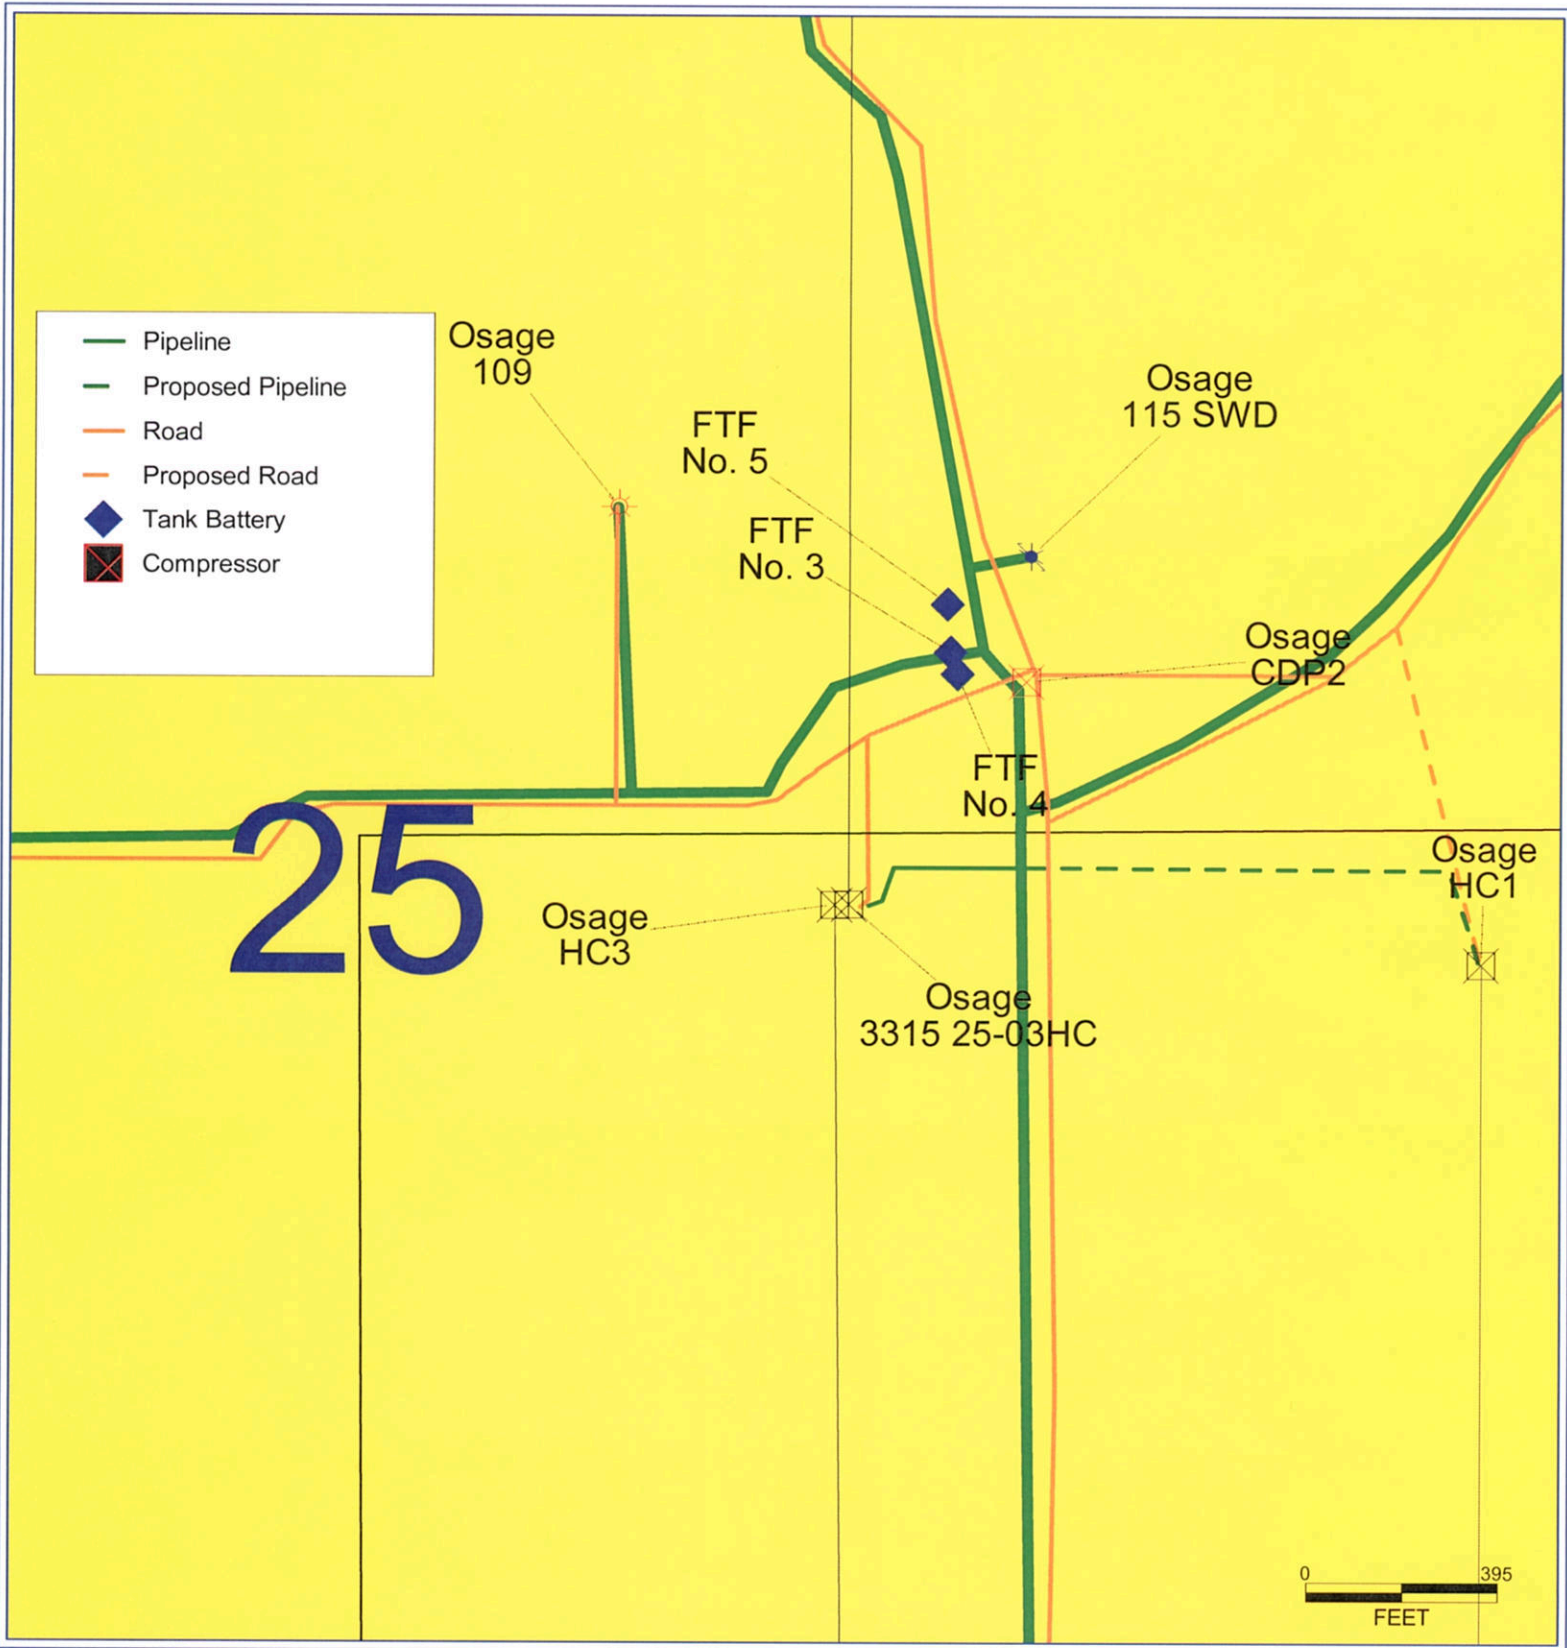 Pipeline
Proposed Pipeline
Road
Proposed Road
Tank Battery
Compressor
Osage
109
FTF
No. 5
Osage
115 SWD
FTF
No. 3
Osage
CDP2
FTF
No. 4
25
Osage
HC1
Osage
HC3
Osage
3315 25-03HC
0 395
FEET